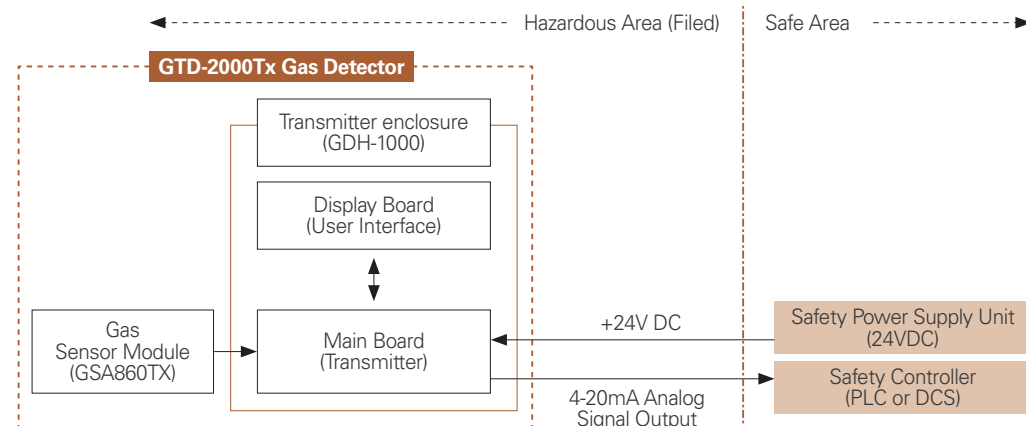 Hazardous Area (Filed)
Safe Area
GTD-2000Tx Gas Detector
Transmitter enclosure
(GDH-1000)
Display Board
(User Interface)
Gas
Sensor Module
(GSA860TX)
Main Board
(Transmitter)
+24V DC
4-20mA Analog
Signal Output
Safety Power Supply Unit
(24VDC)
Safety Controller
(PLC or DCS)